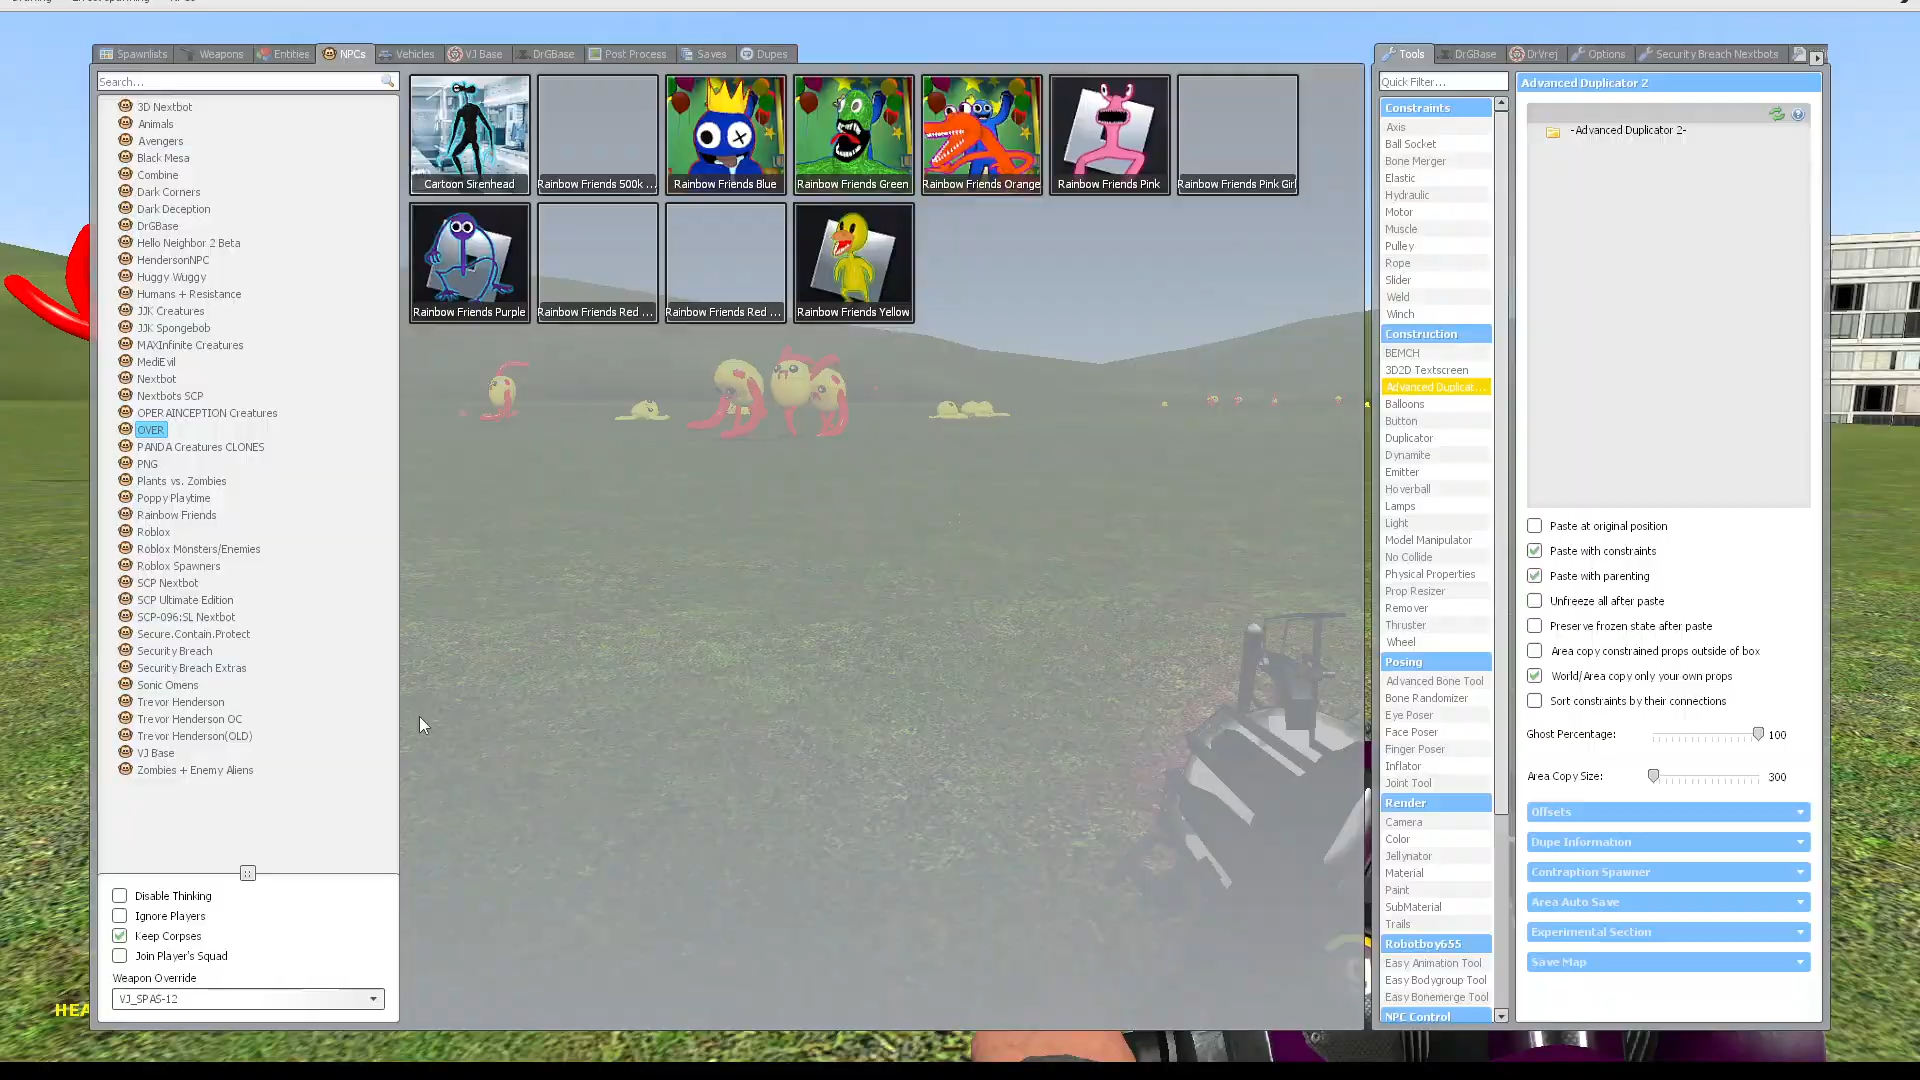 Spawnlists
Weapons
Entities
NPCs
Vehicles
VJ Base
DrGBase
Post Process
Saves
Dupes
Search...
3D Nextbot
Animals
Avengers
Black Mesa
Combine
Dark Corners
Dark Deception
DrGBase
Hello Neighbor 2 Beta
HendersonNPC
Huggy Wuggy
Humans + Resistance
JJK Creatures
JJK Spongebob
MAXInfinite Creatures
MediEvil
Nextbot
Nextbots SCP
OPERAINCEPTION Creatures
OVER
PANDA Creatures CLONES
PNG
Plants vs. Zombies
Poppy Playtime
Rainbow Friends
Roblox
Roblox Monsters/Enemies
Roblox Spawners
SCP Nextbot
SCP Ultimate Edition
SCP-096:SL Nextbot
Secure.Contain.Protect
Security Breach
Security Breach Extras
Sonic Omens
Trevor Henderson
Trevor Henderson OC
Trevor Henderson(OLD)
VJ Base
Zombies + Enemy Aliens
Disable Thinking
Ignore Players
Keep Corpses
Join Player's Squad
Weapon Override
VJ_SPAS-12
Cartoon Sirenhead
Rainbow Friends 500k ...
Rainbow Friends Blue
Rainbow Friends Green
Rainbow Friends Orange
Rainbow Friends Pink
Rainbow Friends Pink Girl
Rainbow Friends Purple
Rainbow Friends Red ...
Rainbow Friends Red ...
Rainbow Friends Yellow
Tools
DrGBase
DrVrej
Options
Security Breach Nextbots
Quick Filter...
Constraints
Axis
Ball Socket
Bone Merger
Elastic
Hydraulic
Motor
Muscle
Pulley
Rope
Slider
Weld
Winch
Construction
BEMCH
3D2D Textscreen
Advanced Duplicat...
Balloons
Button
Duplicator
Dynamite
Emitter
Hoverball
Lamps
Light
Model Manipulator
No Collide
Physical Properties
Prop Resizer
Remover
Thruster
Wheel
Posing
Advanced Bone Tool
Bone Randomizer
Eye Poser
Face Poser
Finger Poser
Inflator
Joint Tool
Render
Camera
Color
Jellynator
Material
Paint
SubMaterial
Trails
Robotboy655
Easy Animation Tool
Easy Bodygroup Tool
Easy Bonemerge Tool
NPC Control
Advanced Duplicator 2
-Advanced Duplicator 2-
Paste at original position
Paste with constraints
Paste with parenting
Unfreeze all after paste
Preserve frozen state after paste
Area copy constrained props outside of box
World/Area copy only your own props
Sort constraints by their connections
Ghost Percentage: 100
Area Copy Size: 300
Offsets
Dupe Information
Contraption Spawner
Area Auto Save
Experimental Section
Save Map
HEA